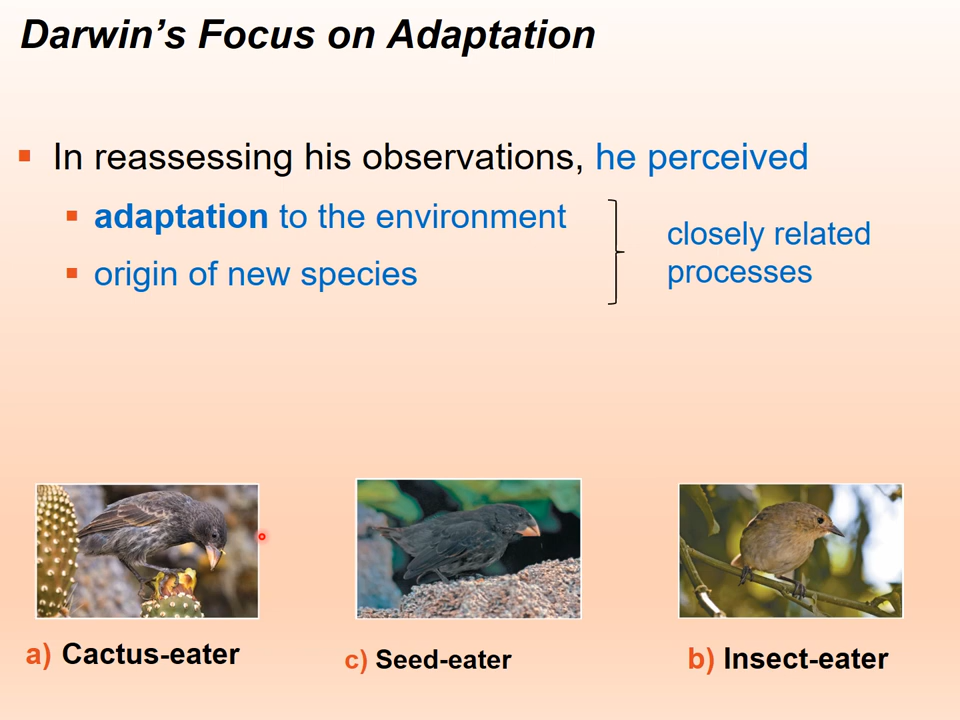 Darwin’s Focus on Adaptation
In reassessing his observations, he perceived
adaptation to the environment
origin of new species
closely related
processes
a) Cactus-eater
c) Seed-eater
b) Insect-eater